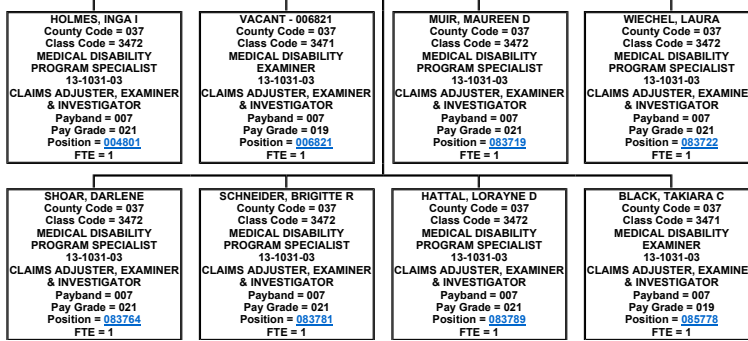 HOLMES, INGA I
County Code = 037
Class Code = 3472
MEDICAL DISABILITY
PROGRAM SPECIALIST
13-1031-03
CLAIMS ADJUSTER, EXAMINER
& INVESTIGATOR
Payband = 007
Pay Grade = 021
Position = 004801
FTE = 1
VACANT - 006821
County Code = 037
Class Code = 3471
MEDICAL DISABILITY
EXAMINER
13-1031-03
CLAIMS ADJUSTER, EXAMINER
& INVESTIGATOR
Payband = 007
Pay Grade = 019
Position = 006821
FTE = 1
MUIR, MAUREEN D
County Code = 037
Class Code = 3472
MEDICAL DISABILITY
PROGRAM SPECIALIST
13-1031-03
CLAIMS ADJUSTER, EXAMINER
& INVESTIGATOR
Payband = 007
Pay Grade = 021
Position = 083719
FTE = 1
WIECHEL, LAURA
County Code = 037
Class Code = 3472
MEDICAL DISABILITY
PROGRAM SPECIALIST
13-1031-03
CLAIMS ADJUSTER, EXAMINE
& INVESTIGATOR
Payband = 007
Pay Grade = 021
Position = 083722
FTE = 1
SHOAR, DARLENE
County Code = 037
Class Code = 3472
MEDICAL DISABILITY
PROGRAM SPECIALIST
13-1031-03
CLAIMS ADJUSTER, EXAMINER
& INVESTIGATOR
Payband = 007
Pay Grade = 021
Position = 083764
FTE = 1
SCHNEIDER, BRIGITTE R
County Code = 037
Class Code = 3472
MEDICAL DISABILITY
PROGRAM SPECIALIST
13-1031-03
CLAIMS ADJUSTER, EXAMINER
& INVESTIGATOR
Payband = 007
Pay Grade = 021
Position = 083781
FTE = 1
HATTAL, LORAYNE D
County Code = 037
Class Code = 3472
MEDICAL DISABILITY
PROGRAM SPECIALIST
13-1031-03
CLAIMS ADJUSTER, EXAMINER
& INVESTIGATOR
Payband = 007
Pay Grade = 021
Position = 083789
FTE = 1
BLACK, TAKIARA C
County Code = 037
Class Code = 3471
MEDICAL DISABILITY
EXAMINER
13-1031-03
CLAIMS ADJUSTER, EXAMINE
& INVESTIGATOR
Payband = 007
Pay Grade = 019
Position = 085778
FTE = 1